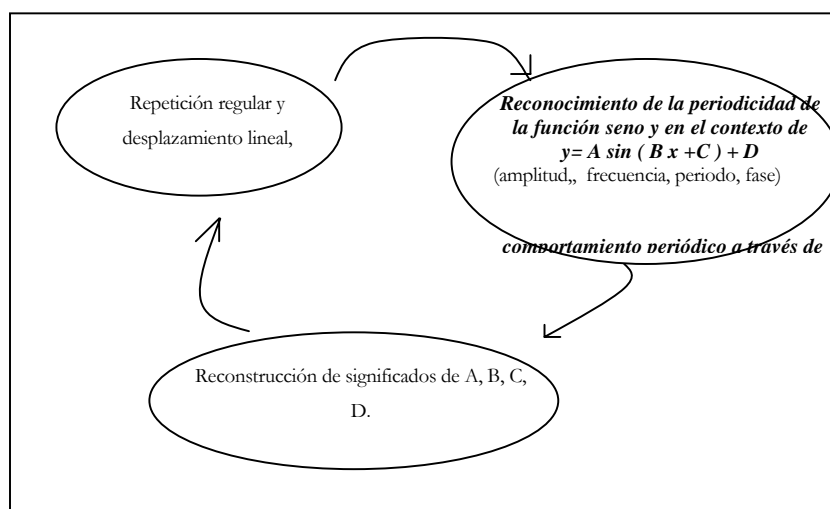 Repetición regular y
desplazamiento lineal,
Reconocimiento de la periodicidad de
la función seno y en el contexto de
y= A sin ( B x +C ) + D
(amplitud,, frecuencia, periodo, fase)
comportamiento periódico a través de
Reconstrucción de significados de A, B, C,
D.